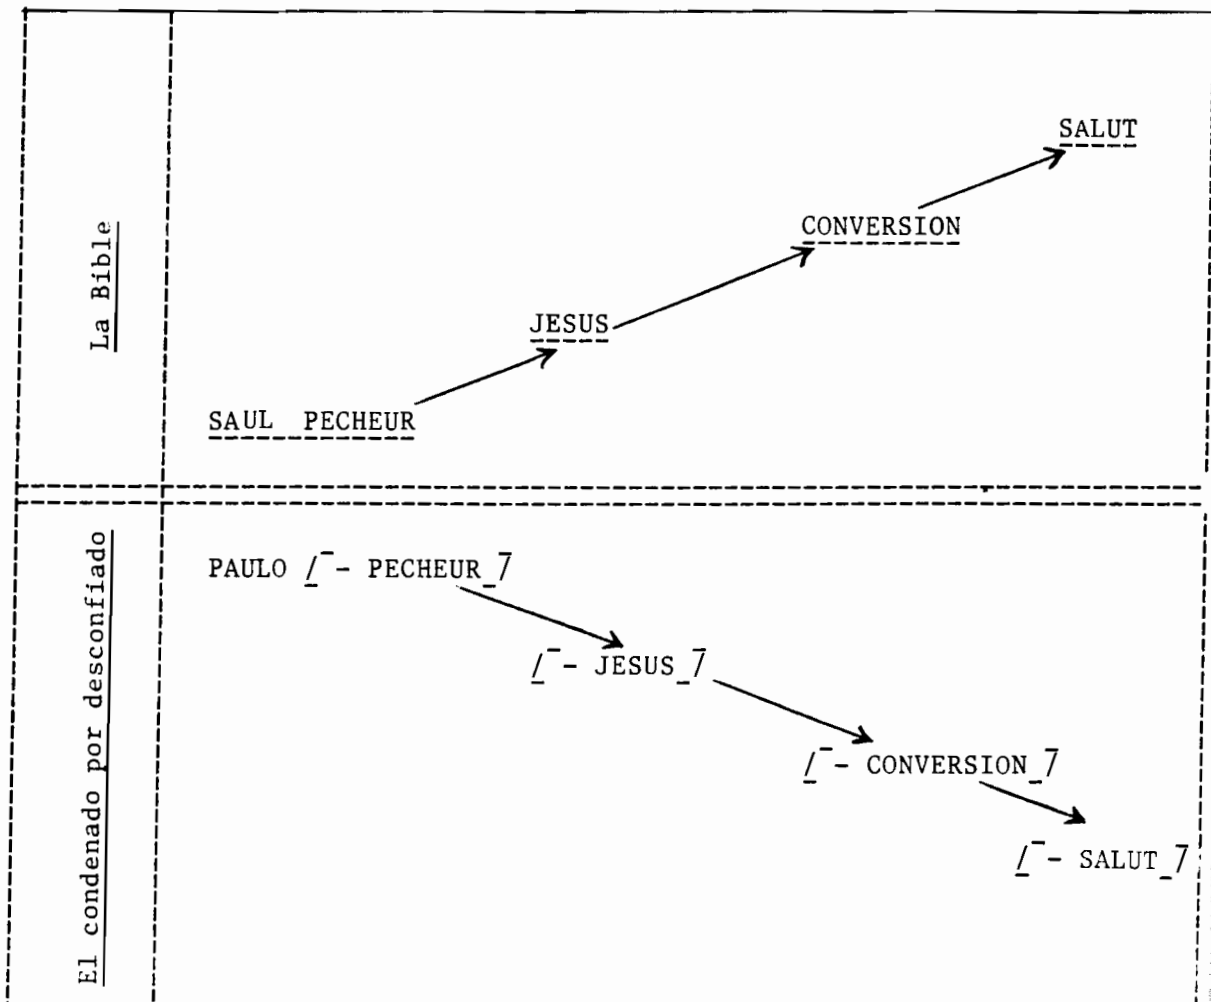 La Bible
SALUT
CONVERSION
JESUS
SAUL PECHEUR
El condenado por desconfiado
PAULO /¯- PECHEUR_7
/¯- JESUS_7
/¯- CONVERSION_7
/¯- SALUT_7